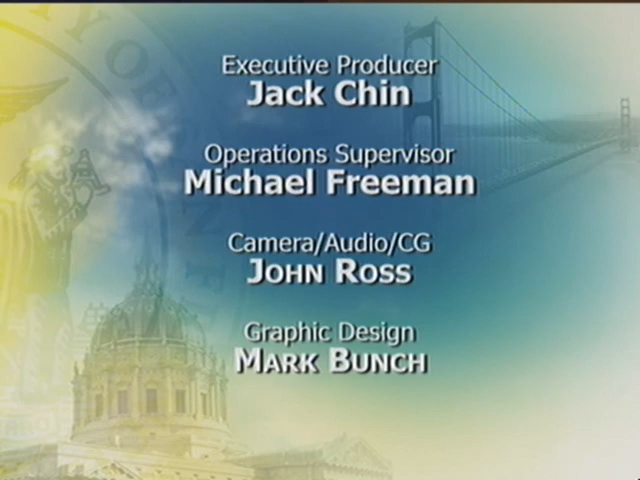 Executive Producer
Jack Chin
Operations Supervisor
Michael Freeman
Camera/Audio/CG
John Ross
Graphic Design
Mark Bunch